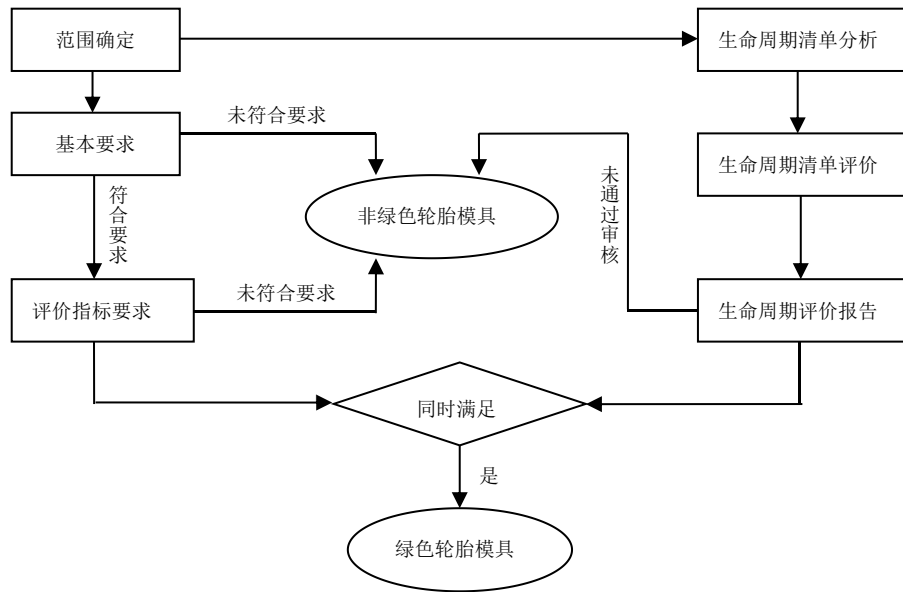 范围确定
生命周期清单分析
未符合要求
基本要求
生命周期清单评价
符合要求
非绿色轮胎模具
未通过审核
评价指标要求
未符合要求
生命周期评价报告
同时满足
是
绿色轮胎模具